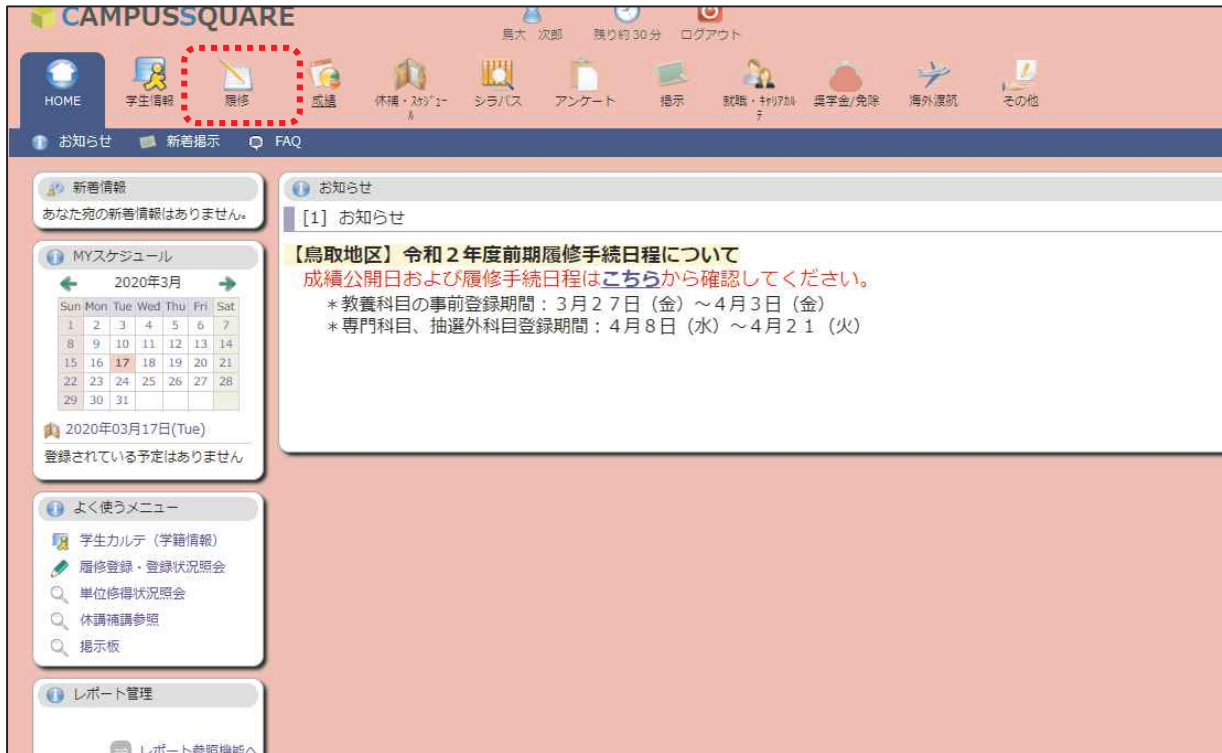 CAMPUSSQUARE
鳥大 次郎 残り約30分 ログアウト
HOME 学生情報 履修 成績 休補・ｽｹｼﾞｭｰﾙ シラバス アンケート 掲示 就職・ｷｬﾘｱｶﾙﾃ 奨学金/免除 海外渡航 その他
お知らせ 新着掲示 FAQ
新着情報
あなた宛の新着情報はありません。
MYスケジュール
2020年3月
Sun Mon Tue Wed Thu Fri Sat
1 2 3 4 5 6 7
8 9 10 11 12 13 14
15 16 17 18 19 20 21
22 23 24 25 26 27 28
29 30 31
2020年03月17日(Tue)
登録されている予定はありません
よく使うメニュー
学生カルテ（学籍情報）
履修登録・登録状況照会
単位修得状況照会
休講補講参照
掲示板
レポート管理
レポート参照機能へ
お知らせ
[1] お知らせ
【鳥取地区】令和２年度前期履修手続日程について
成績公開日および履修手続日程はこちらから確認してください。
＊教養科目の事前登録期間：３月２７日（金）～４月３日（金）
＊専門科目、抽選外科目登録期間：４月８日（水）～４月２１（火）